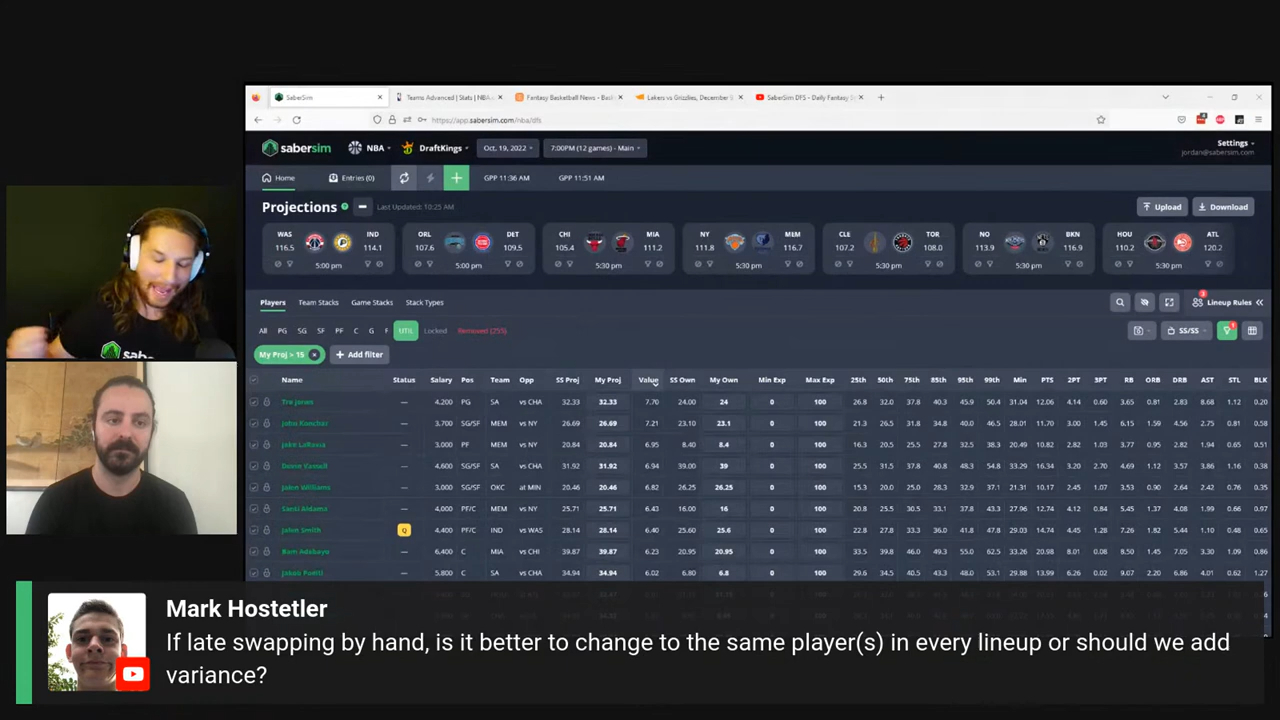 SaberSim
Teams Advanced | Stats | NBA
Fantasy Basketball News - Bas
Lakers vs Grizzlies, December
SaberSim DFS - Daily Fantasy Sp
https://app.sabersim.com/nba/dfs
sabersim
NBA
DraftKings
Oct. 19, 2022
7:00PM (12 games) - Main
Settings
jordan@sabersim.com
Home
Entries (0)
GPP 11:36 AM
GPP 11:51 AM
Projections
Last Updated: 10:25 AM
Upload
Download
WAS IND ORL DET CHI MIA NY MEM CLE TOR NO BKN HOU ATL
116.5 114.1 107.6 109.5 105.4 111.2 111.8 116.7 107.2 108.0 113.9 116.9 110.2 120.2
5:00 pm 5:00 pm 5:30 pm 5:30 pm 5:30 pm 5:30 pm 5:30 pm
Players Team Stacks Game Stacks Stack Types
Lineup Rules
All PG SG SF PF C G F UTIL Locked Removed (255)
SS/SS
My Proj > 15
+ Add filter
Name Status Salary Pos Team Opp SS Proj My Proj Value SS Own My Own Min Exp Max Exp 25th 50th 75th 85th 95th 99th Min PTS 2PT 3PT RB ORB DRB AST STL BLK
Tre Jones — 4,200 PG SA vs CHA 32.33 32.33 7.70 24.00 24 0 100 26.8 32.0 37.8 40.3 45.9 50.4 31.04 12.06 4.14 0.60 3.65 0.81 2.83 8.68 1.12 0.20
John Konchar — 3,700 SG/SF MEM vs NY 26.69 26.69 7.21 23.10 23.1 0 100 21.3 26.5 31.8 34.8 40.0 46.5 28.01 11.70 3.00 1.45 6.15 1.59 4.56 2.75 0.81 0.58
Jake LaRavia — 3,000 PF MEM vs NY 20.84 20.84 6.95 8.40 8.4 0 100 16.3 20.5 25.5 27.8 32.5 38.3 20.49 10.82 2.82 1.03 3.77 0.95 2.82 1.94 0.65 0.51
Devin Vassell — 4,600 SG/SF SA vs CHA 31.92 31.92 6.94 39.00 39 0 100 25.5 31.5 37.8 41.3 48.3 54.8 33.29 16.34 3.20 2.77 4.69 1.12 3.57 3.86 1.16 0.38
Jalen Williams — 3,000 SG/SF OKC at MIN 20.46 20.46 6.82 26.25 26.25 0 100 15.3 20.0 25.0 28.3 32.9 37.1 21.31 10.17 2.45 1.07 3.53 0.90 2.64 2.42 0.76 0.35
Santi Aldama — 4,000 PF/C MEM vs NY 25.71 25.71 6.43 16.00 16 0 100 20.8 25.5 30.5 33.1 37.8 43.3 27.96 12.74 2.74 1.12 5.45 1.37 4.08 1.99 0.66 0.97
Jalen Smith Q 4,400 PF/C IND vs WAS 28.14 28.14 6.40 25.60 25.6 0 100 22.8 27.8 33.3 36.0 41.8 47.8 29.03 14.74 4.45 1.28 7.26 1.82 5.44 1.10 0.48 0.65
Bam Adebayo — 6,400 C MIA vs CHI 39.87 39.87 6.23 20.95 20.95 0 100 33.5 39.8 46.0 49.3 55.0 62.5 33.26 20.98 8.01 0.08 8.50 1.45 7.05 3.30 1.09 0.86
Jakob Poeltl — 5,800 C SA vs CHA 34.94 34.94 6.02 6.80 6.8 0 100 29.6 34.5 40.5 43.3 48.0 53.1 29.88 13.99 6.26 0.02 9.07 2.20 6.86 4.01 0.62 1.27
Mark Hostetler
If late swapping by hand, is it better to change to the same player(s) in every lineup or should we add
variance?